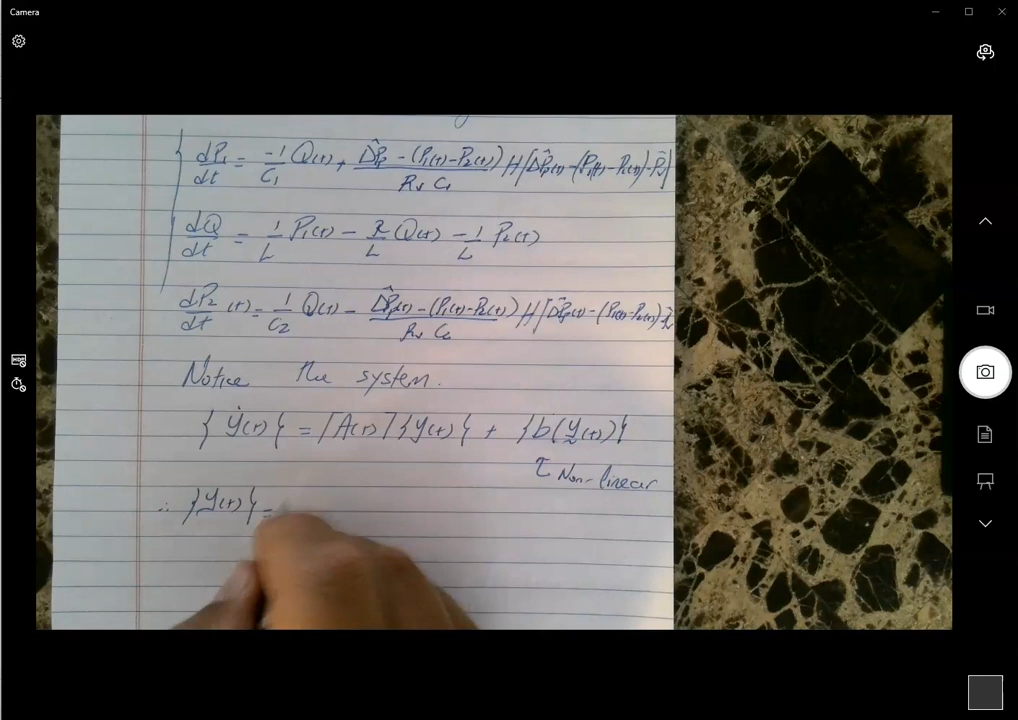 Camera
dP₁/dt = -1/C₁ Q(t) + (ΔP̂p - (P₁(t) - P₂(t)))/(Rv C₁) H[ΔP̂p(t) - (P₁(t) - P₂(t)) -
dQ/dt = 1/L P₁(t) - R/L Q(t) - 1/L P₂(t)
dP₂/dt (t) = 1/C₂ Q(t) - (ΔP̂p(t) - (P₁(t) - P₂(t)))/(Rv C₂) H[ΔP̂p(t) - (P₁(t) - P₂(t))
Notice the system.
{ẏ(t)} = [A(t)]{y(t)} + {b(y(t)}
Non-linear
∴ {y(t)} =